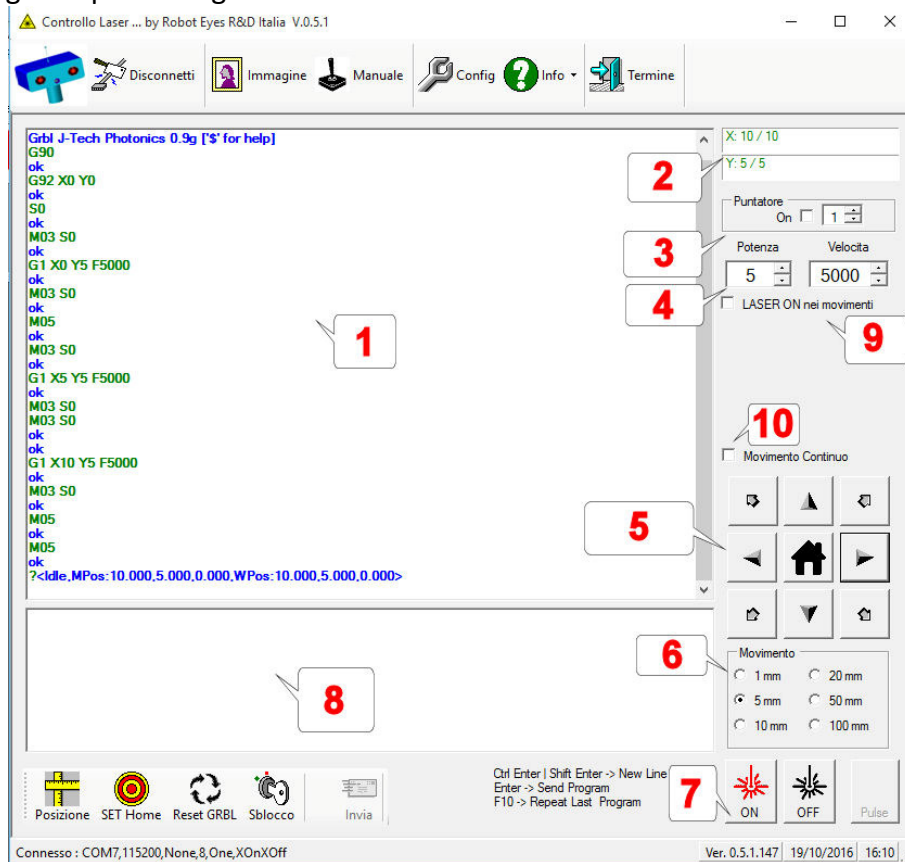 Controllo Laser ... by Robot Eyes R&D Italia V.0.5.1
Disconnetti
Immagine
Manuale
Config
Info
Termine
Grbl J-Tech Photonics 0.9g ['$' for help]
G90
ok
G92 X0 Y0
ok
S0
ok
M03 S0
ok
G1 X0 Y5 F5000
ok
M03 S0
ok
M05
ok
M03 S0
ok
G1 X5 Y5 F5000
ok
M03 S0
M03 S0
ok
ok
G1 X10 Y5 F5000
ok
M03 S0
ok
M05
ok
M05
ok
?<Idle,MPos:10.000,5.000,0.000,WPos:10.000,5.000,0.000>
1
X: 10 / 10
Y: 5 / 5
2
Puntatore
On
1
3
Potenza
Velocita
5
5000
4
LASER ON nei movimenti
9
10
Movimento Continuo
5
6
Movimento
1 mm
20 mm
5 mm
50 mm
10 mm
100 mm
8
Posizione
SET Home
Reset GRBL
Sblocco
Invia
Ctrl Enter | Shift Enter -> New Line
Enter -> Send Program
F10 -> Repeat Last Program
7
ON
OFF
Pulse
Connesso : COM7,115200,None,8,One,XOnXOff
Ver. 0.5.1.147
19/10/2016
16:10